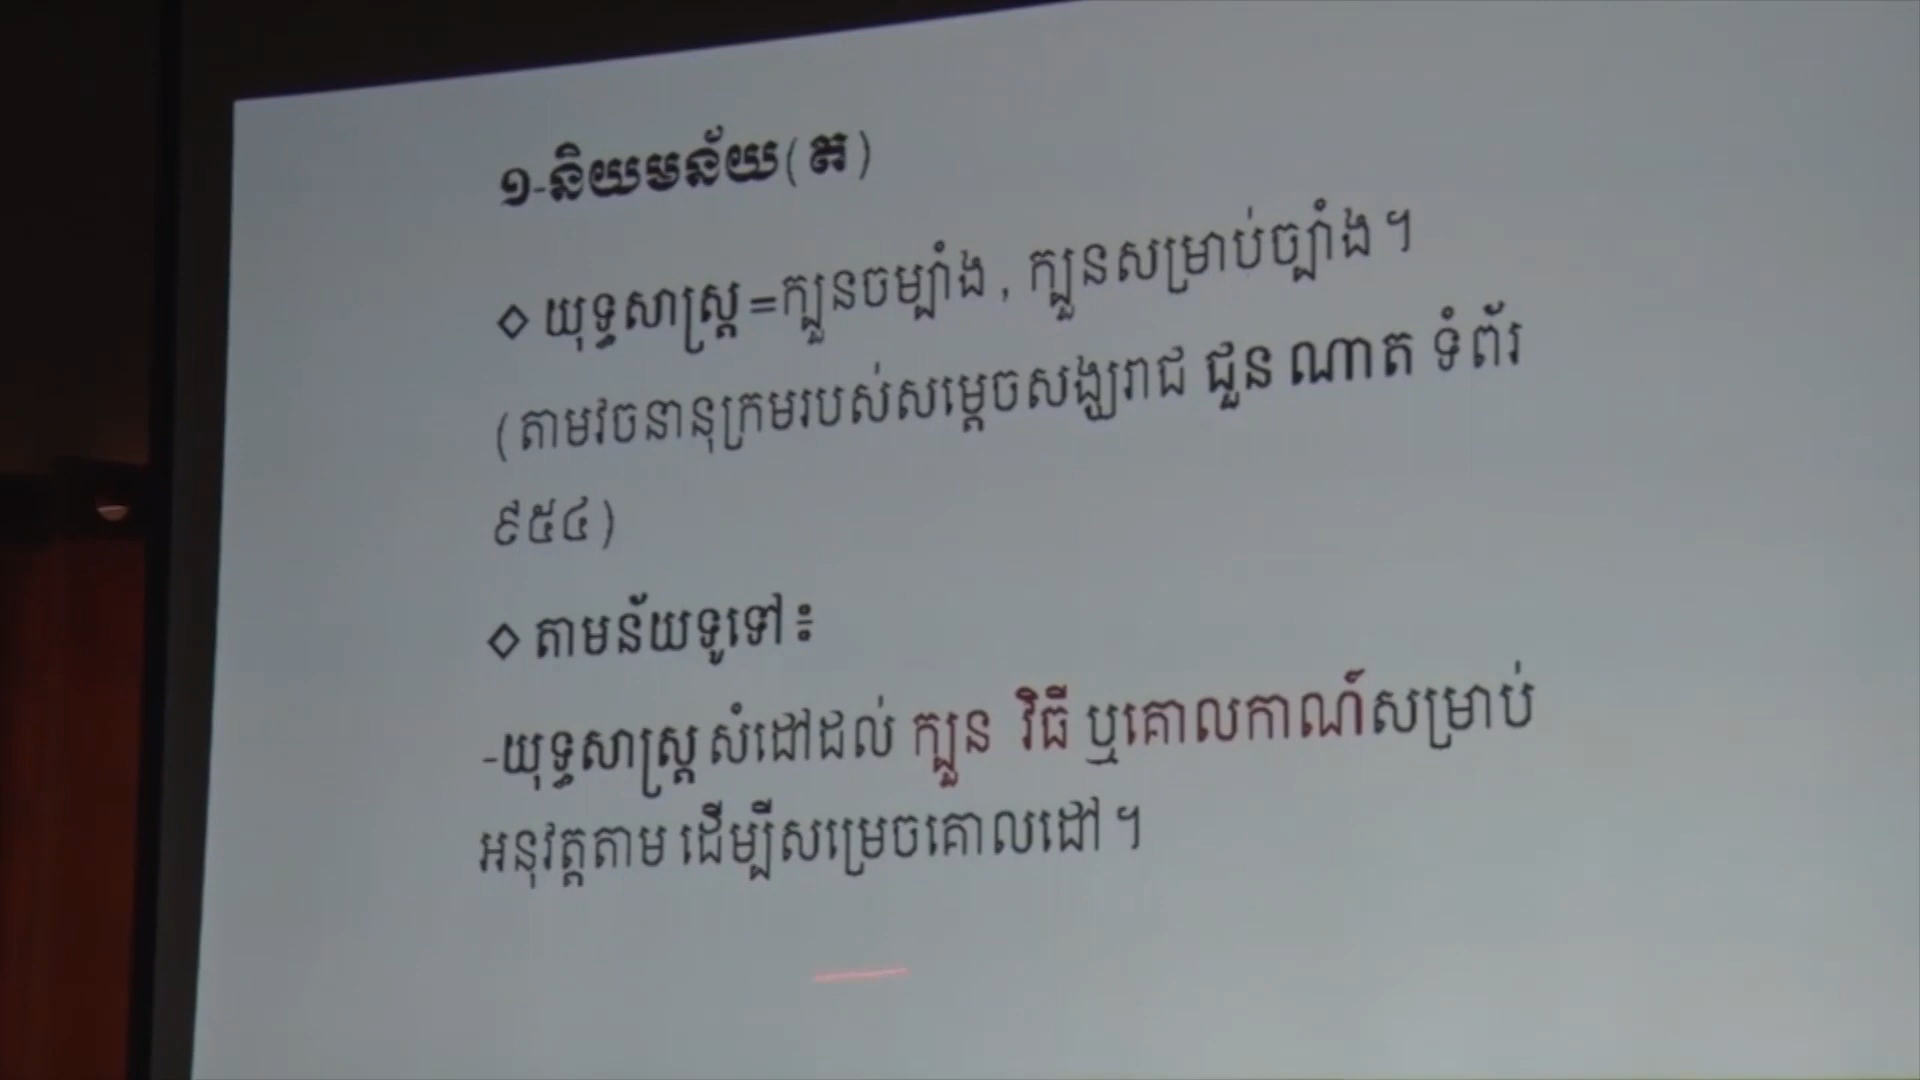 ១-និយមន័យ(ត)
◇ យុទ្ធសាស្ត្រ=ក្បួនចម្បាំង , ក្បួនសម្រាប់ច្បាំង ។
(តាមវចនានុក្រមរបស់សម្តេចសង្ឃរាជ ជួន ណាត ទំព័រ
៩៥៤)
◇ តាមន័យទូទៅ ៖
-យុទ្ធសាស្ត្រ សំដៅដល់ ក្បួន វិធី ឬគោលការណ៍សម្រាប់
អនុវត្តតាម ដើម្បីសម្រេចគោលដៅ ។